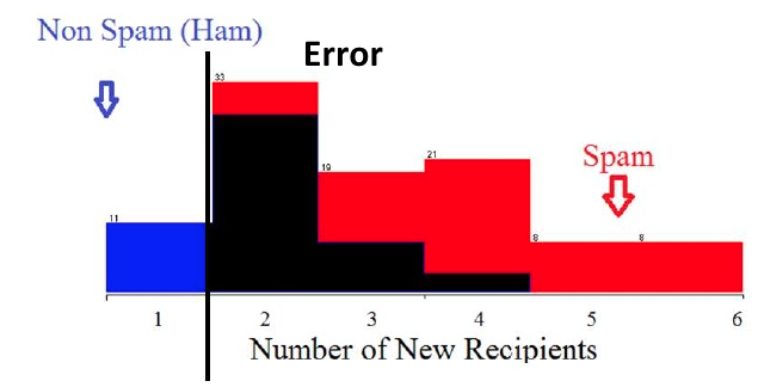 Non Spam (Ham)
Error
33
21
19
Spam
11
8 8
1 2 3 4 5 6
Number of New Recipients